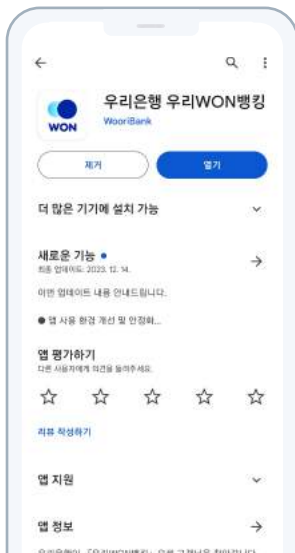 우리은행 우리WON뱅킹
WON
WooriBank
제거
열기
더 많은 기기에 설치 가능
새로운 기능
최종 업데이트: 2023. 12. 14.
이번 업데이트 내용 안내드립니다.
● 앱 사용 환경 개선 및 안정화...
앱 평가하기
다른 사용자에게 의견을 들려주세요.
리뷰 작성하기
앱 지원
앱 정보